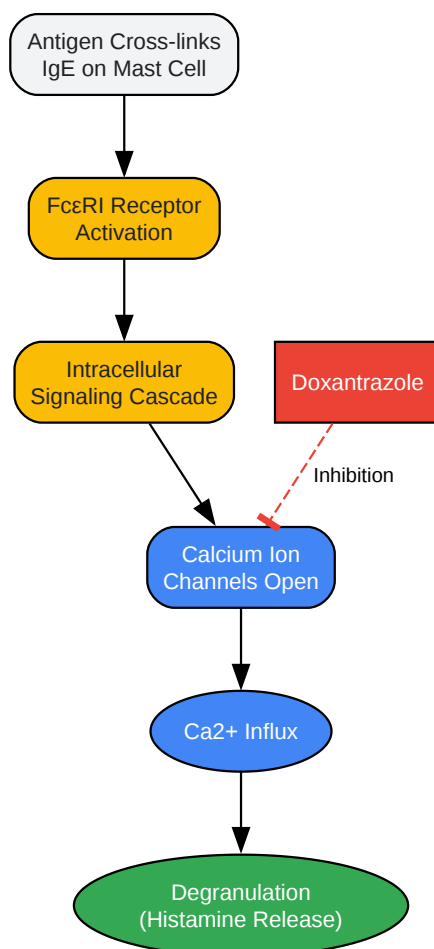 Antigen Cross-links
IgE on Mast Cell
FcεRI Receptor
Activation
Intracellular
Signaling Cascade
Doxantrazole
Inhibition
Calcium Ion
Channels Open
Ca2+ Influx
Degranulation
(Histamine Release)